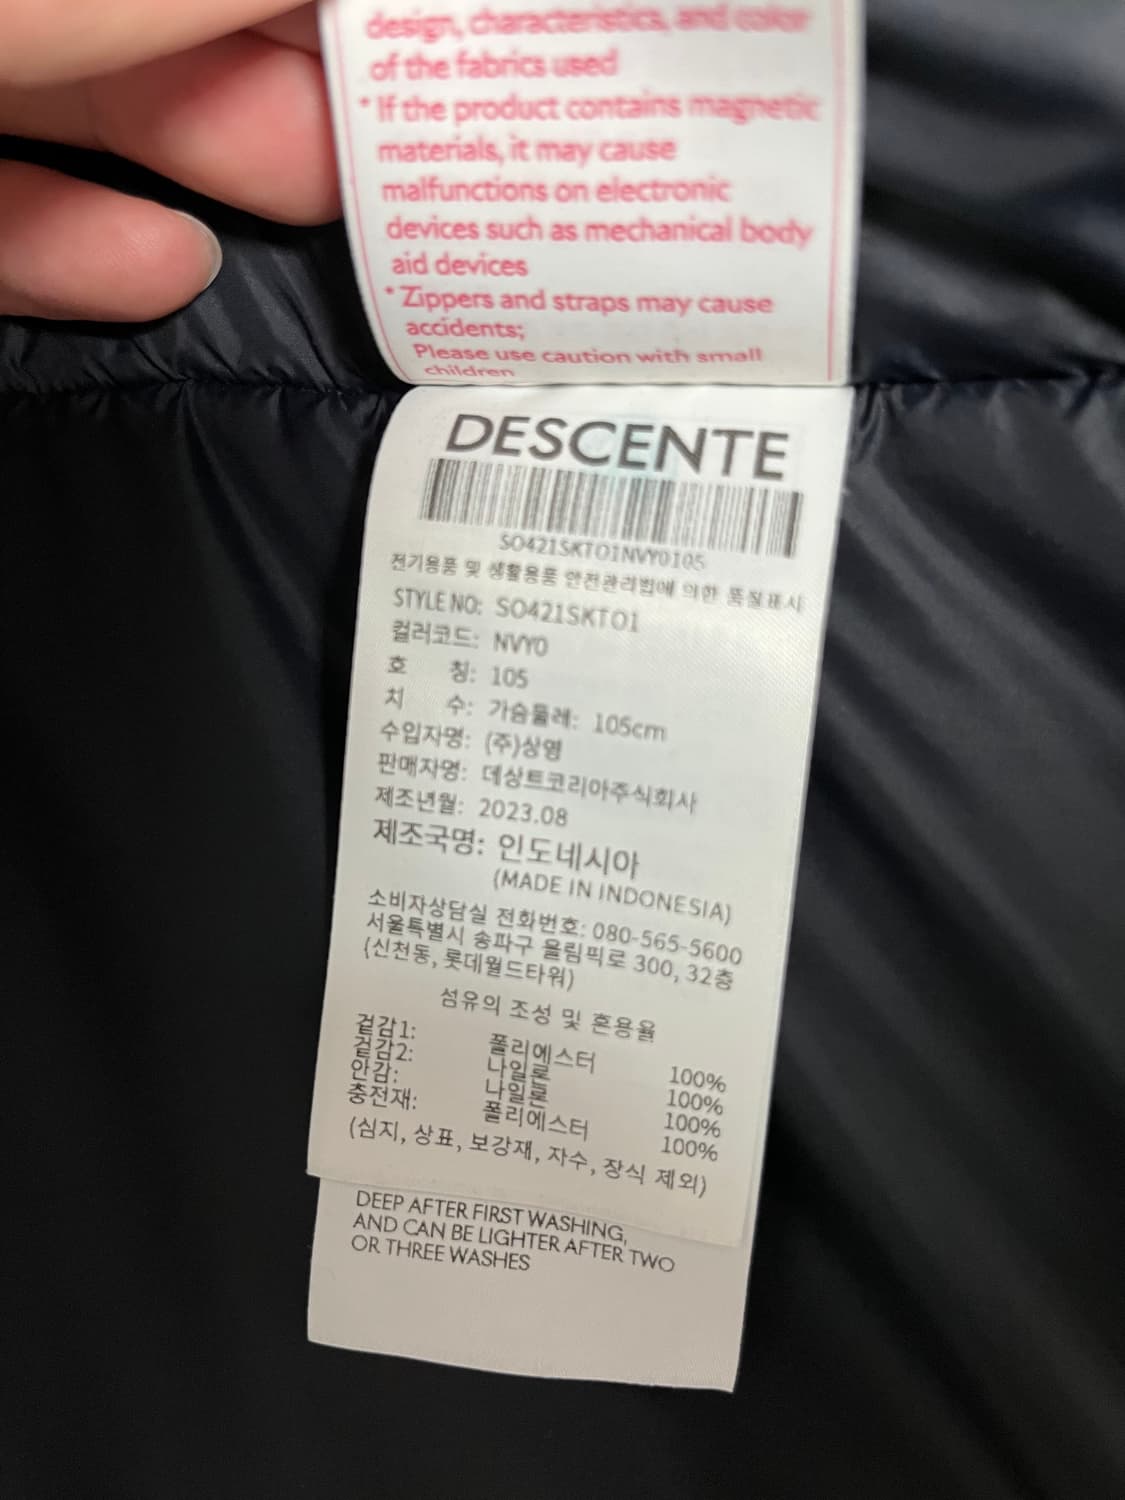 design, characteristics, and color
of the fabrics used
* If the product contains magnetic
materials, it may cause
malfunctions on electronic
devices such as mechanical body
aid devices
* Zippers and straps may cause
accidents;
Please use caution with small
children
DESCENTE
SO421SKTO1NVY0105
전기용품 및 생활용품 안전관리법에 의한 품질표시
STYLE NO: SO421SKTO1
컬러코드: NVY0
호 칭: 105
치 수: 가슴둘레: 105cm
수입자명: (주)상영
판매자명: 데상트코리아주식회사
제조년월: 2023.08
제조국명: 인도네시아
(MADE IN INDONESIA)
소비자상담실 전화번호: 080-565-5600
서울특별시 송파구 올림픽로 300, 32층
(신천동, 롯데월드타워)
섬유의 조성 및 혼용율
겉감1: 폴리에스터 100%
겉감2: 나일론 100%
안감: 나일론 100%
충전재: 폴리에스터 100%
(심지, 상표, 보강재, 자수, 장식 제외)
DEEP AFTER FIRST WASHING,
AND CAN BE LIGHTER AFTER TWO
OR THREE WASHES